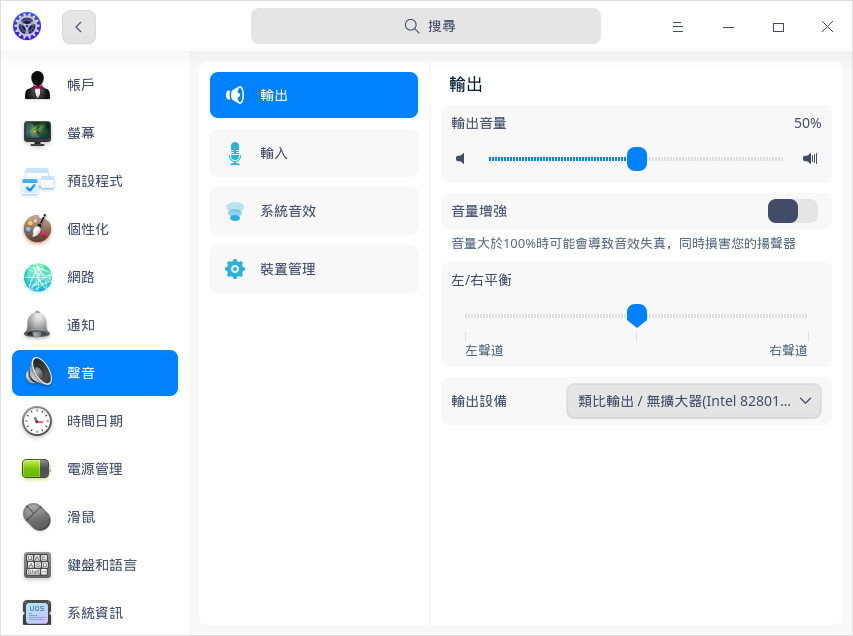 搜尋
帳戶
螢幕
預設程式
個性化
網路
通知
聲音
時間日期
電源管理
滑鼠
鍵盤和語言
系統資訊
輸出
輸入
系統音效
裝置管理
輸出
輸出音量 50%
音量增強
音量大於100%時可能會導致音效失真，同時損害您的揚聲器
左/右平衡
左聲道 右聲道
輸出設備 類比輸出 / 無擴大器(Intel 82801...